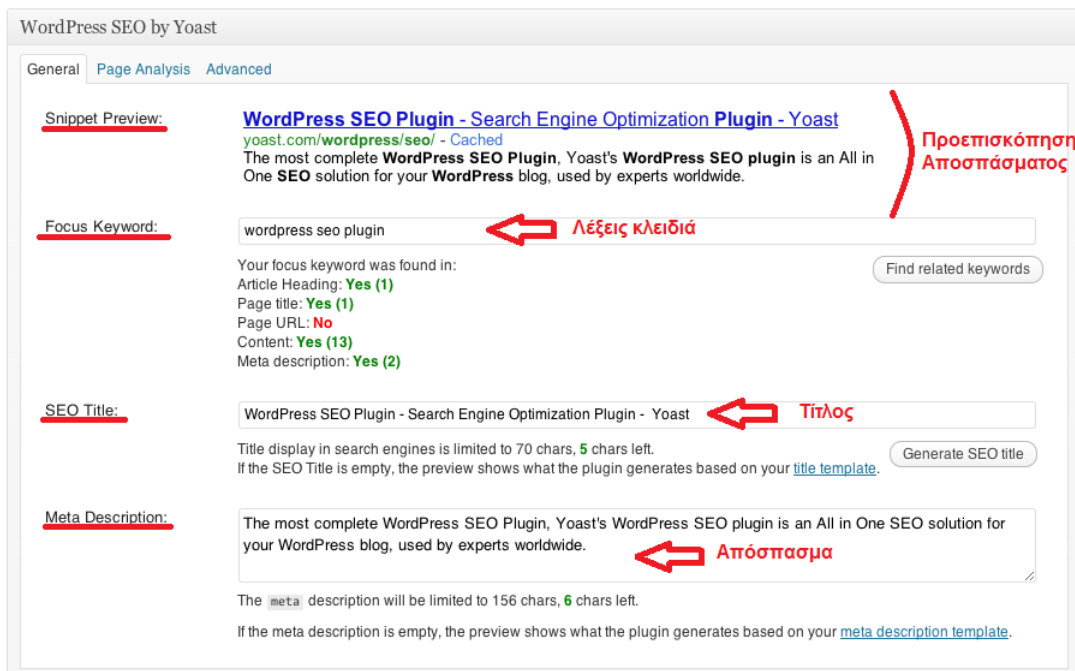 WordPress SEO by Yoast
General Page Analysis Advanced
Snippet Preview:
WordPress SEO Plugin - Search Engine Optimization Plugin - Yoast
yoast.com/wordpress/seo/ - Cached
The most complete WordPress SEO Plugin, Yoast's WordPress SEO plugin is an All in
One SEO solution for your WordPress blog, used by experts worldwide.
Προεπισκόπηση
Αποσπάσματος
Focus Keyword:
wordpress seo plugin
Λέξεις κλειδιά
Your focus keyword was found in:
Find related keywords
Article Heading: Yes (1)
Page title: Yes (1)
Page URL: No
Content: Yes (13)
Meta description: Yes (2)
SEO Title:
WordPress SEO Plugin - Search Engine Optimization Plugin - Yoast
Τίτλος
Title display in search engines is limited to 70 chars, 5 chars left.
Generate SEO title
If the SEO Title is empty, the preview shows what the plugin generates based on your title template.
Meta Description:
The most complete WordPress SEO Plugin, Yoast's WordPress SEO plugin is an All in One SEO solution for
your WordPress blog, used by experts worldwide.
Απόσπασμα
The meta description will be limited to 156 chars, 6 chars left.
If the meta description is empty, the preview shows what the plugin generates based on your meta description template.